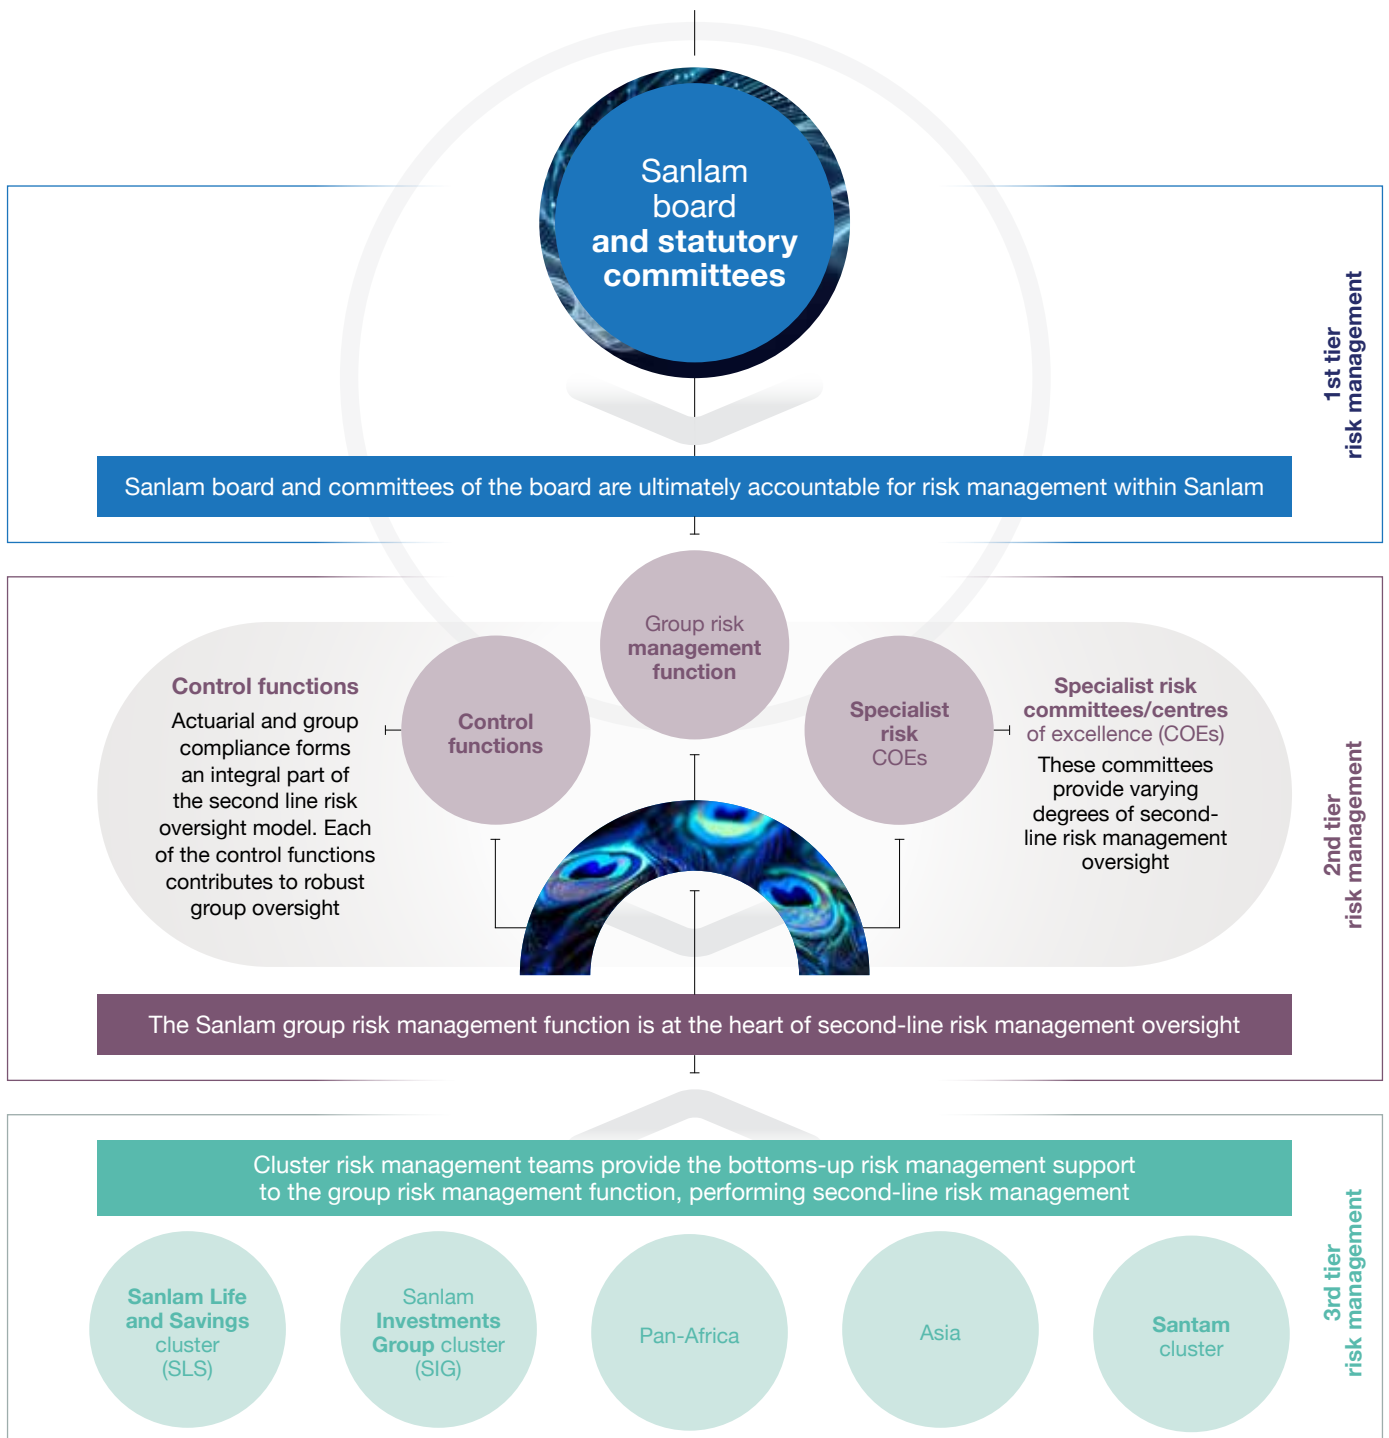 Sanlam
board
and statutory
committees
1st tier
risk management
Sanlam board and committees of the board are ultimately accountable for risk management within Sanlam
Group risk
management
function
Control functions
Actuarial and group
compliance forms
an integral part of
the second line risk
oversight model. Each
of the control functions
contributes to robust
group oversight
Control
functions
Specialist
risk
COEs
Specialist risk
committees/centres
of excellence (COEs)
These committees
provide varying
degrees of second-
line risk management
oversight
2nd tier
risk management
The Sanlam group risk management function is at the heart of second-line risk management oversight
Cluster risk management teams provide the bottoms-up risk management support
to the group risk management function, performing second-line risk management
3rd tier
risk management
Sanlam Life
and Savings
cluster
(SLS)
Sanlam
Investments
Group cluster
(SIG)
Pan-Africa
Asia
Santam
cluster